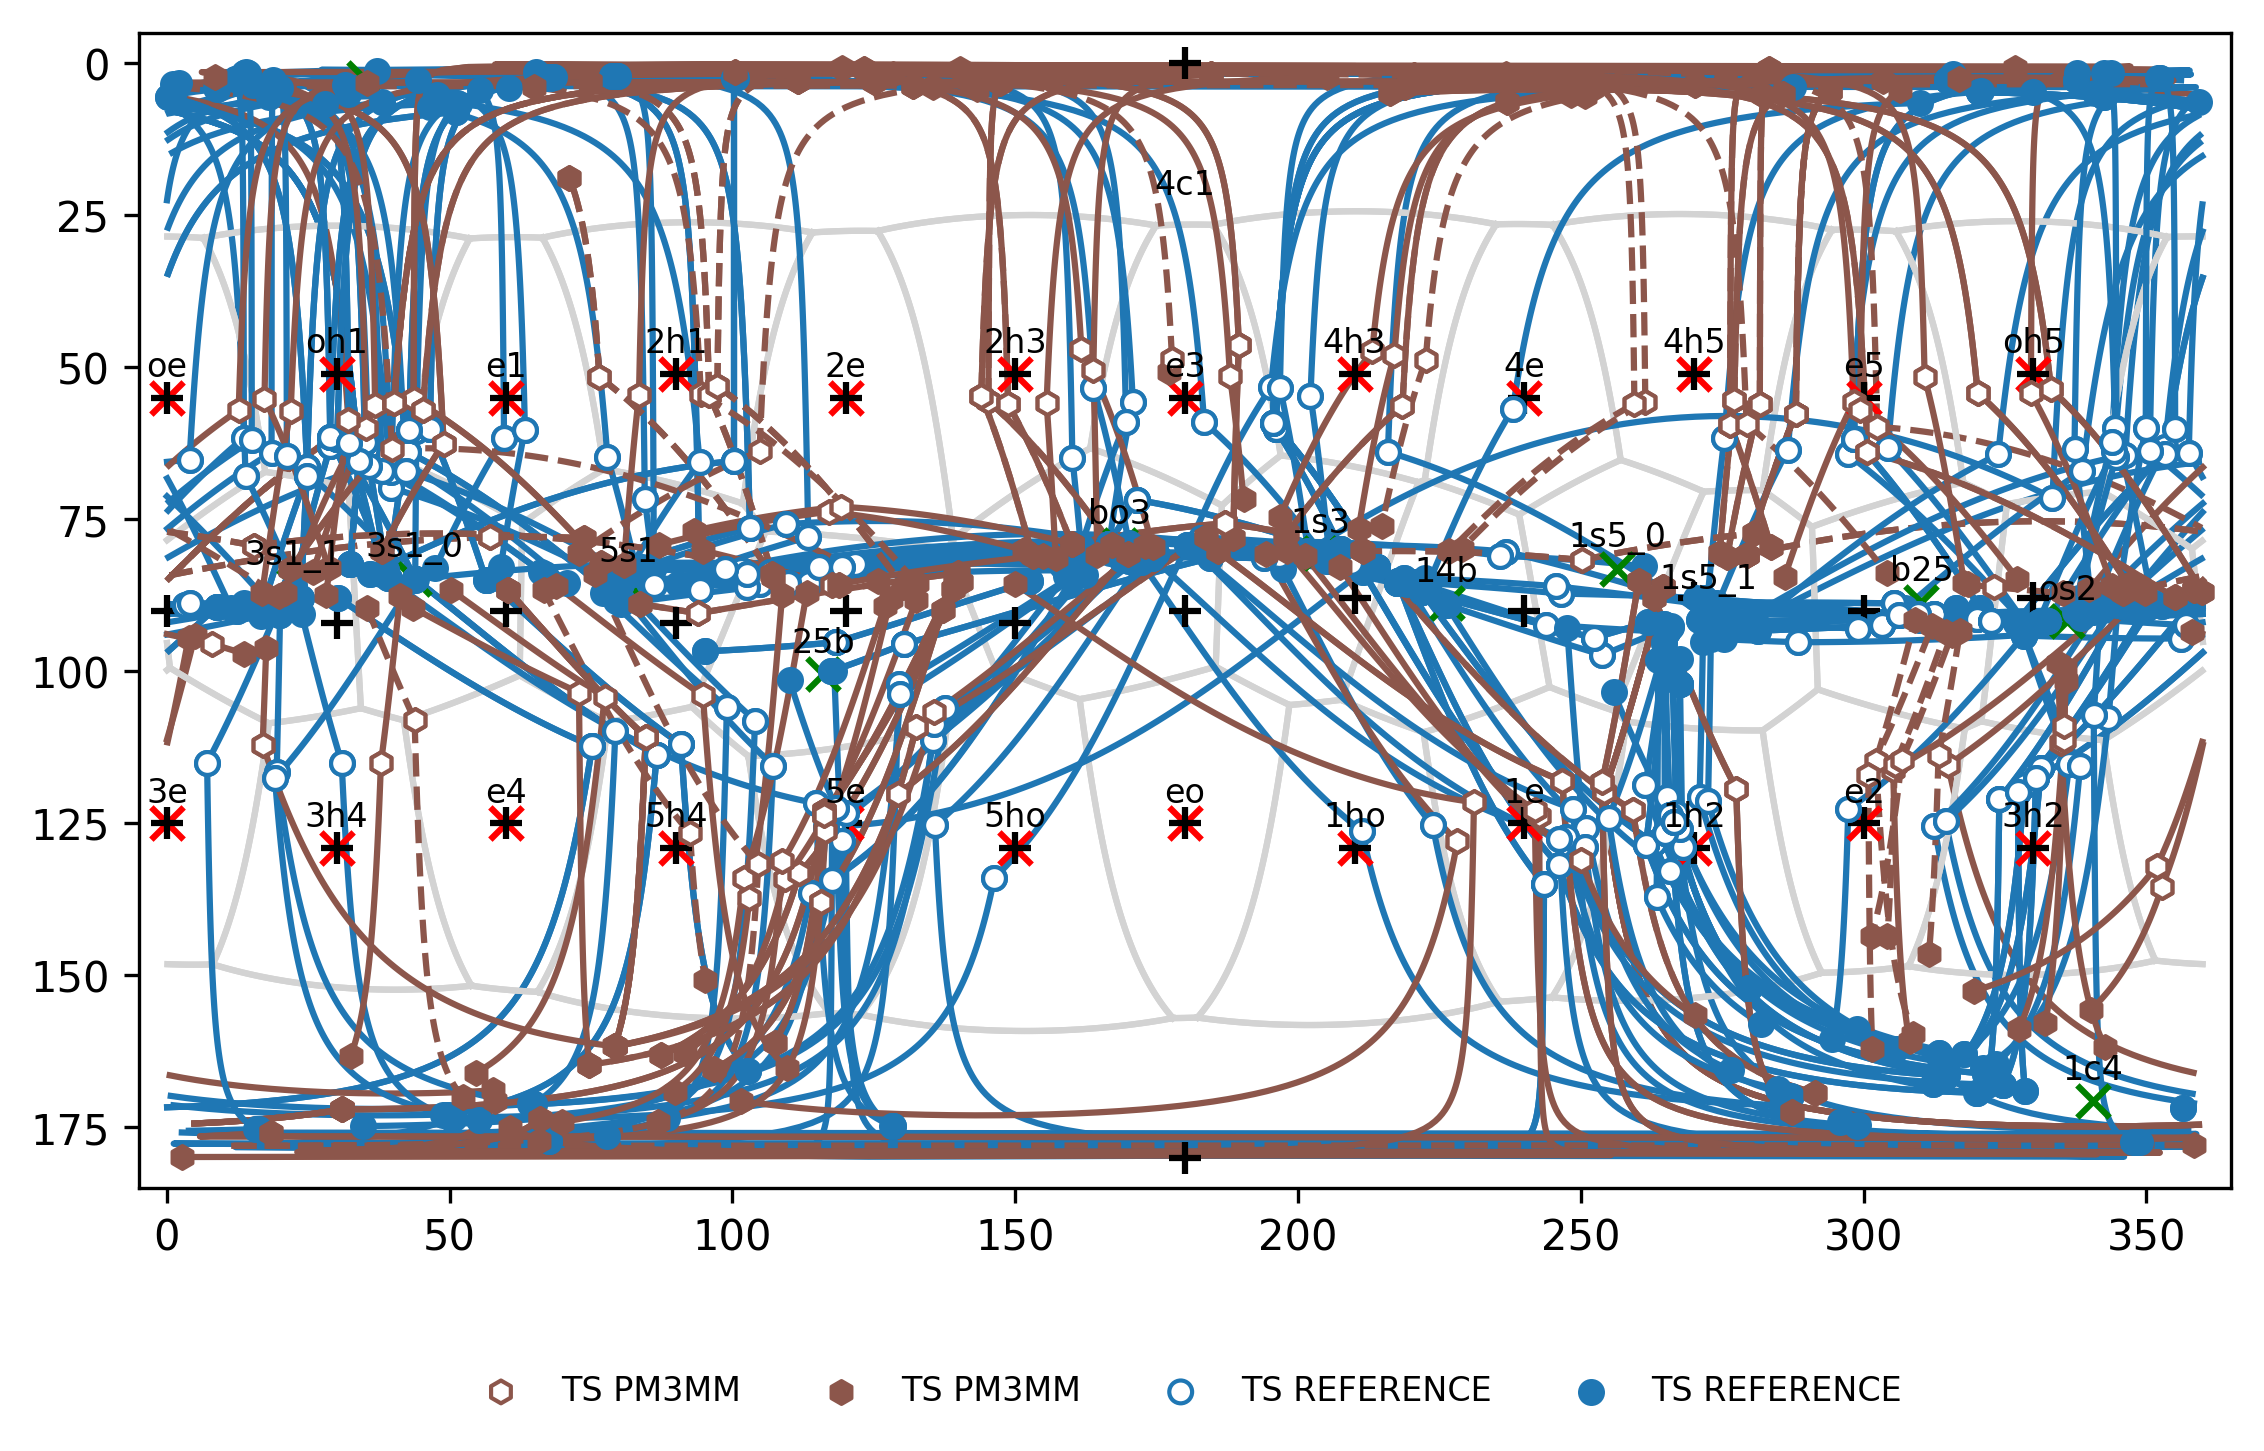 0
25
50
75
100
125
150
175
4c1
oe oh1 e1 2h1 2e 2h3 e3 4h3 4e 4h5 e5 oh5
3s1_1 3s1_0 5s1 bo3 1s3 14b 1s5_0 1s5_1 b25 os2
25b
3e 3h4 e4 5h4 5e 5ho eo 1ho 1e 1h2 e2 3h2
1c4
0 50 100 150 200 250 300 350
TS PM3MM TS PM3MM TS REFERENCE TS REFERENCE